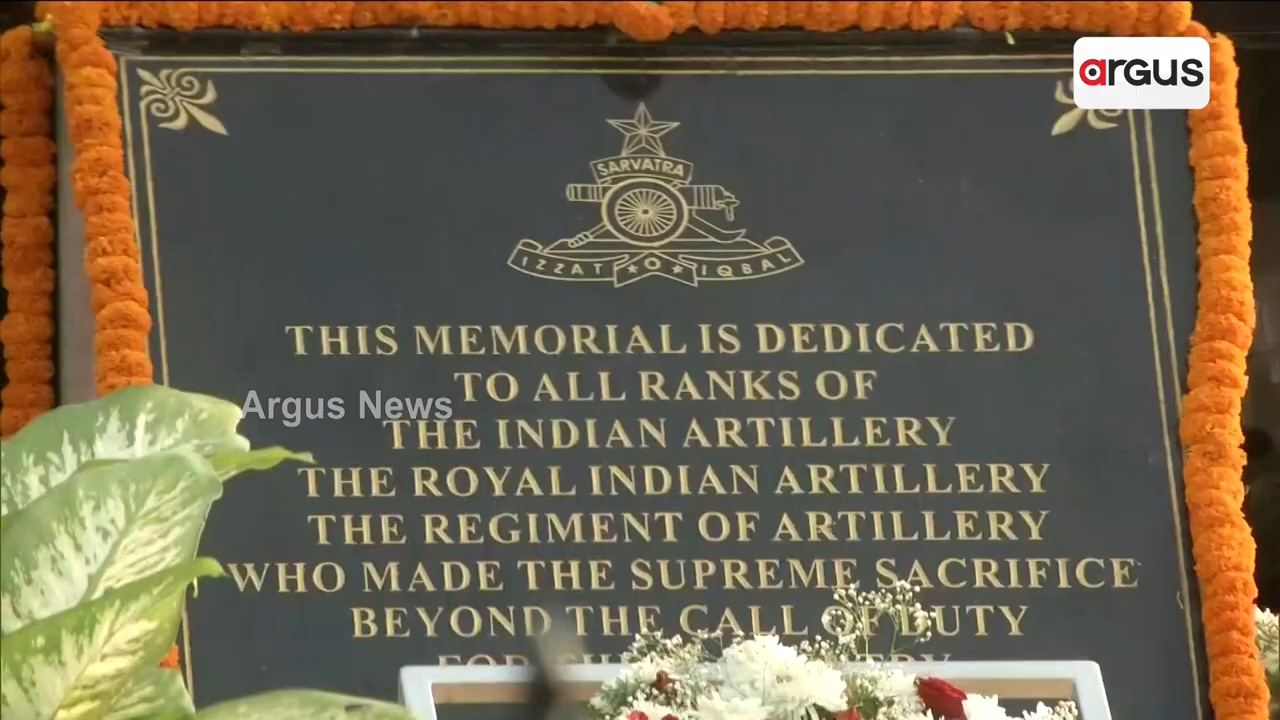 argus
SARVATRA
IZZAT O IQBAL
THIS MEMORIAL IS DEDICATED
TO ALL RANKS OF
Argus News
THE INDIAN ARTILLERY
THE ROYAL INDIAN ARTILLERY
THE REGIMENT OF ARTILLERY
WHO MADE THE SUPREME SACRIFICE
BEYOND THE CALL OF DUTY